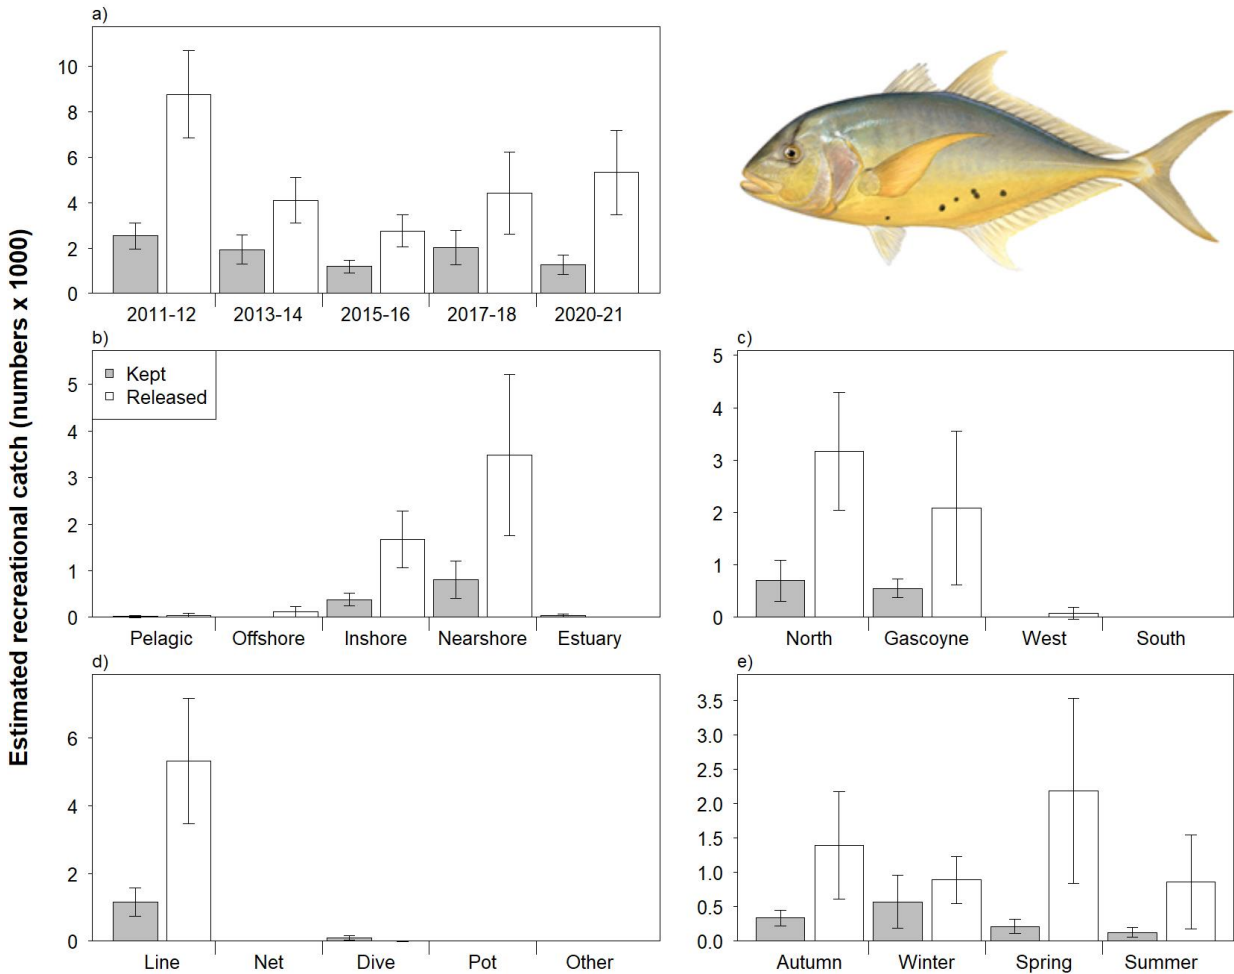 Estimated recreational catch (numbers x 1000)
a)
10
8
6
4
2
0
2011-12 2013-14 2015-16 2017-18 2020-21
b)
Kept
Released
5
4
3
2
1
0
Pelagic Offshore Inshore Nearshore Estuary
c)
5
4
3
2
1
0
North Gascoyne West South
d)
6
4
2
0
Line Net Dive Pot Other
e)
3.5
3.0
2.5
2.0
1.5
1.0
0.5
0.0
Autumn Winter Spring Summer